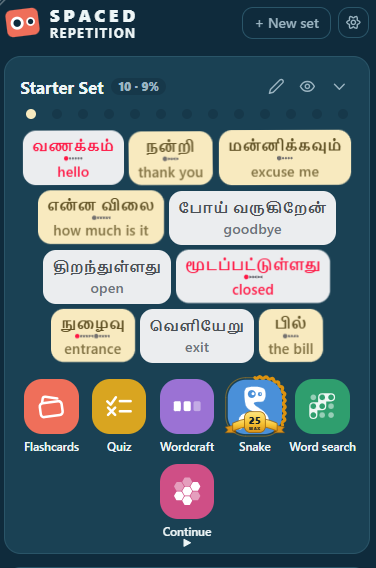 SPACED
REPETITION
+ New set
Starter Set 10 - 9%
வணக்கம்
hello
நன்றி
thank you
மன்னிக்கவும்
excuse me
என்ன விலை
how much is it
போய் வருகிறேன்
goodbye
திறந்துள்ளது
open
மூடப்பட்டுள்ளது
closed
நுழைவு
entrance
வெளியேறு
exit
பில்
the bill
Flashcards
Quiz
Wordcraft
25
MAX
Snake
Word search
Continue